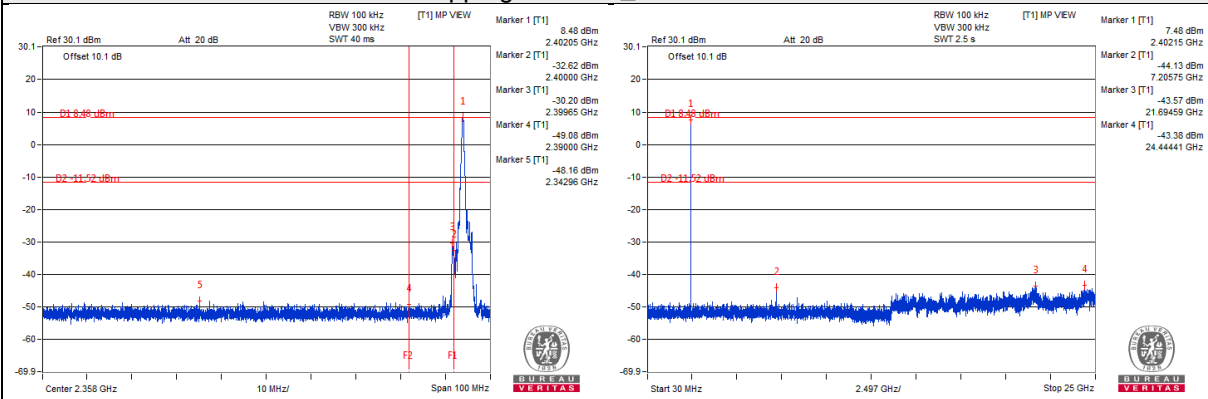 RBW 100 kHz [T1] MP VIEW
VBW 300 kHz
Ref 30.1 dBm Att 20 dB SWT 40 ms
Offset 10.1 dB
30.1
20
10
0
-10
-20
-30
-40
-50
-60
-69.9
D1 8.48 dBm
D2 -11.52 dBm
1
3
2
5
4
F2 F1
Center 2.358 GHz 10 MHz/ Span 100 MHz
Marker 1 [T1]
8.48 dBm
2.40205 GHz
Marker 2 [T1]
-32.62 dBm
2.40000 GHz
Marker 3 [T1]
-30.20 dBm
2.39965 GHz
Marker 4 [T1]
-49.08 dBm
2.39000 GHz
Marker 5 [T1]
-48.16 dBm
2.34296 GHz
BUREAU VERITAS
1828
BUREAU
VERITAS
RBW 100 kHz [T1] MP VIEW
VBW 300 kHz
Ref 30.1 dBm Att 20 dB SWT 2.5 s
Offset 10.1 dB
30.1
20
10
0
-10
-20
-30
-40
-50
-60
-69.9
D1 8.48 dBm
D2 -11.52 dBm
1
2
3
4
Start 30 MHz 2.497 GHz/ Stop 25 GHz
Marker 1 [T1]
7.48 dBm
2.40215 GHz
Marker 2 [T1]
-44.13 dBm
7.20575 GHz
Marker 3 [T1]
-43.57 dBm
21.69459 GHz
Marker 4 [T1]
-43.38 dBm
24.44441 GHz
BUREAU VERITAS
1828
BUREAU
VERITAS